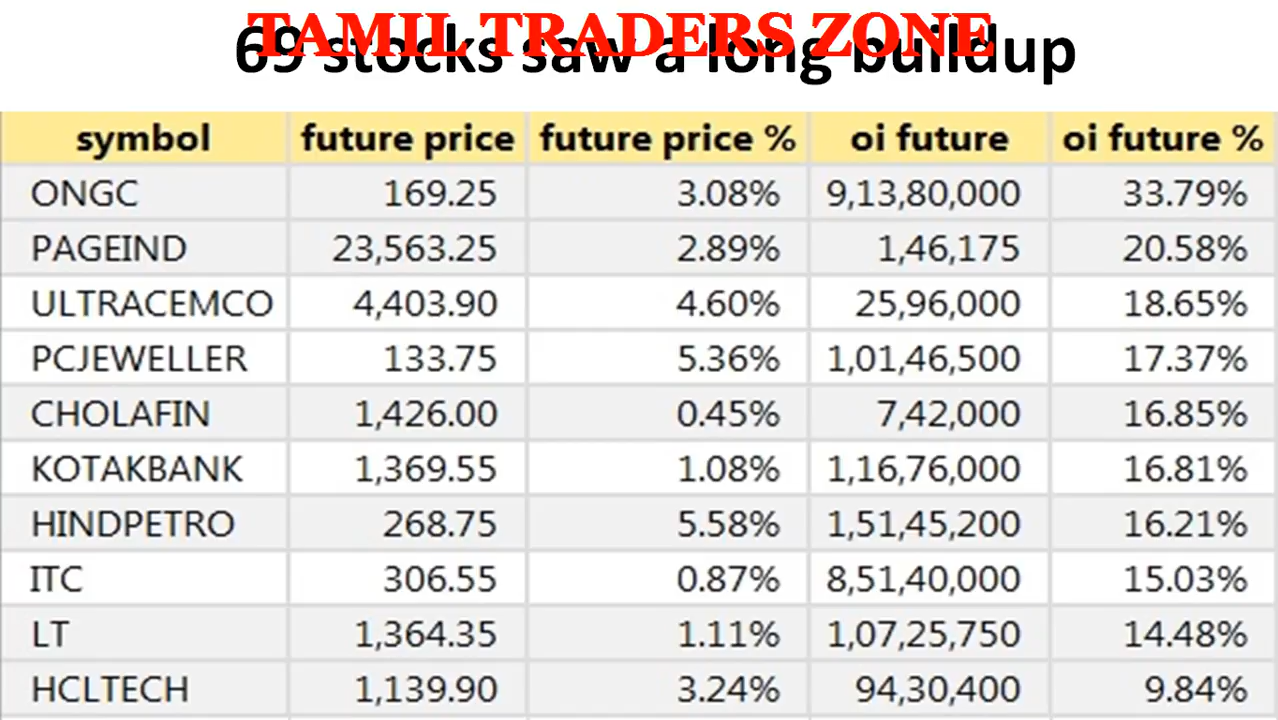 TAMIL TRADERS ZONE
69 stocks saw a long buildup
symbol future price future price % oi future oi future %
ONGC 169.25 3.08% 9,13,80,000 33.79%
PAGEIND 23,563.25 2.89% 1,46,175 20.58%
ULTRACEMCO 4,403.90 4.60% 25,96,000 18.65%
PCJEWELLER 133.75 5.36% 1,01,46,500 17.37%
CHOLAFIN 1,426.00 0.45% 7,42,000 16.85%
KOTAKBANK 1,369.55 1.08% 1,16,76,000 16.81%
HINDPETRO 268.75 5.58% 1,51,45,200 16.21%
ITC 306.55 0.87% 8,51,40,000 15.03%
LT 1,364.35 1.11% 1,07,25,750 14.48%
HCLTECH 1,139.90 3.24% 94,30,400 9.84%